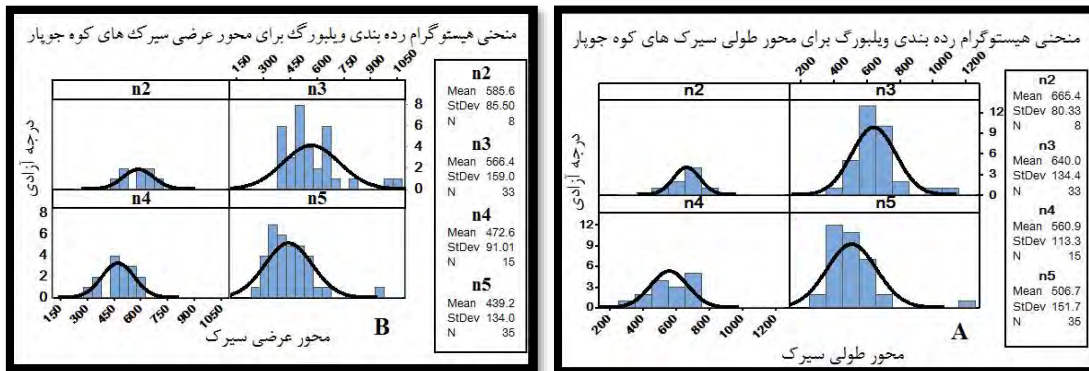 منحنی هیستوگرام رده بندی ویلبورگ برای محور عرضی سیرک های کوه جوپار
150 300 450 600 750 900 1050
n2 n3
8
6
4
2
0
درجه آزادی
n4 n5
8
6
4
2
0
150 300 450 600 750 900 1050
محور عرضی سیرک
B
n2
Mean 585.6
StDev 85.50
N 8
n3
Mean 566.4
StDev 159.0
N 33
n4
Mean 472.6
StDev 91.01
N 15
n5
Mean 439.2
StDev 134.0
N 35
منحنی هیستوگرام رده بندی ویلبورگ برای محور طولی سیرک های کوه جوپار
200 400 600 800 1000 1200
n2 n3
12
9
6
3
0
درجه آزادی
n4 n5
12
9
6
3
0
200 400 600 800 1000 1200
محور طولی سیرک
A
n2
Mean 665.4
StDev 80.33
N 8
n3
Mean 640.0
StDev 134.4
N 33
n4
Mean 560.9
StDev 113.3
N 15
n5
Mean 506.7
StDev 151.7
N 35